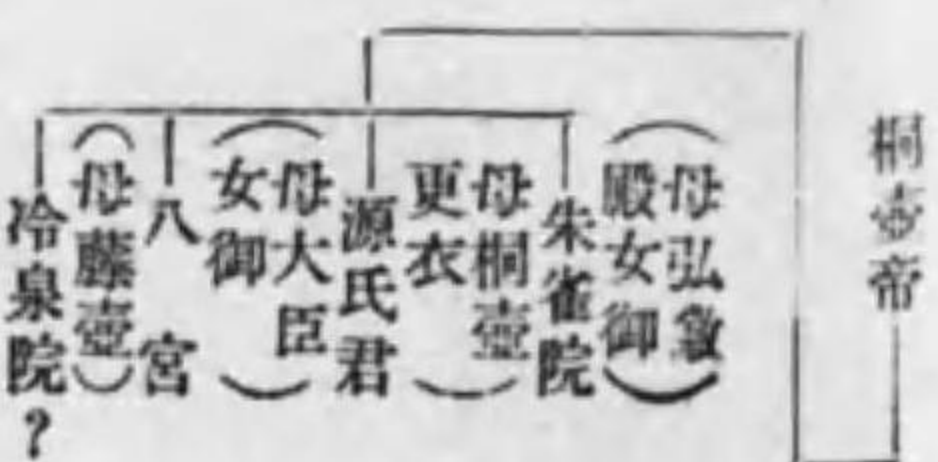 桐壺帝
(母弘徽
殿女御)
朱雀院
母桐壺
更衣)
源氏君
(母大臣
女御)
八宮
(母藤壺)
冷泉院?